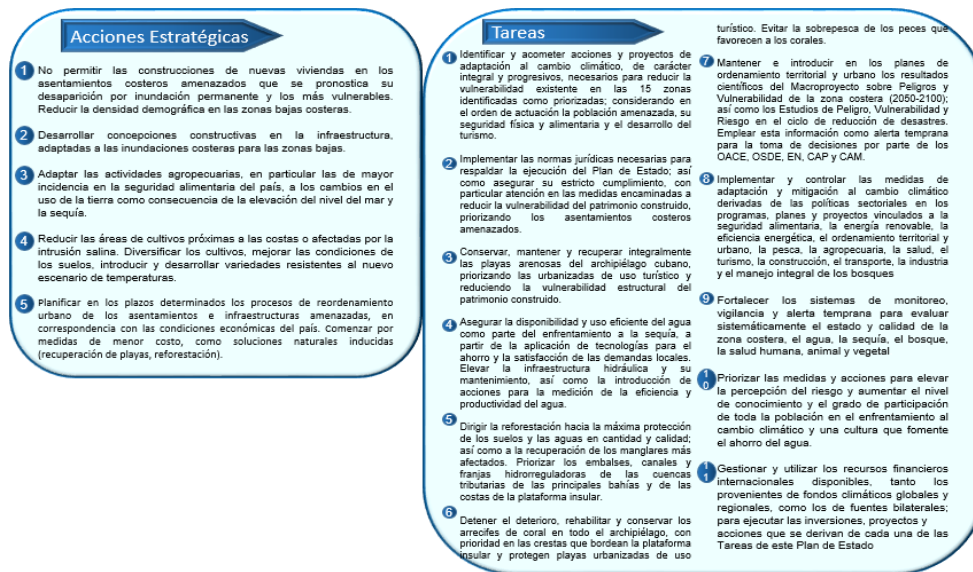 Acciones Estratégicas
1 No permitir las construcciones de nuevas viviendas en los
asentamientos costeros amenazados que se pronostica su
desaparición por inundación permanente y los más vulnerables.
Reducir la densidad demográfica en las zonas bajas costeras.
2 Desarrollar concepciones constructivas en la infraestructura,
adaptadas a las inundaciones costeras para las zonas bajas.
3 Adaptar las actividades agropecuarias, en particular las de mayor
incidencia en la seguridad alimentaria del país, a los cambios en el
uso de la tierra como consecuencia de la elevación del nivel del mar y
la sequía.
4 Reducir las áreas de cultivos próximas a las costas o afectadas por la
intrusión salina. Diversificar los cultivos, mejorar las condiciones de
los suelos, introducir y desarrollar variedades resistentes al nuevo
escenario de temperaturas.
5 Planificar en los plazos determinados los procesos de reordenamiento
urbano de los asentamientos e infraestructuras amenazadas, en
correspondencia con las condiciones económicas del país. Comenzar por
medidas de menor costo, como soluciones naturales inducidas
(recuperación de playas, reforestación).
Tareas
1 Identificar y acometer acciones y proyectos de
adaptación al cambio climático, de carácter
integral y progresivos, necesarios para reducir la
vulnerabilidad existente en las 15 zonas
identificadas como priorizadas; considerando en
el orden de actuación la población amenazada, su
seguridad física y alimentaria y el desarrollo del
turismo.
2 Implementar las normas jurídicas necesarias para
respaldar la ejecución del Plan de Estado; así
como asegurar su estricto cumplimiento, con
particular atención en las medidas encaminadas a
reducir la vulnerabilidad del patrimonio construido,
priorizando los asentamientos costeros
amenazados.
3 Conservar, mantener y recuperar integralmente
las playas arenosas del archipiélago cubano,
priorizando las urbanizadas de uso turístico y
reduciendo la vulnerabilidad estructural del
patrimonio construido.
4 Asegurar la disponibilidad y uso eficiente del agua
como parte del enfrentamiento a la sequía, a
partir de la aplicación de tecnologías para el
ahorro y la satisfacción de las demandas locales.
Elevar la infraestructura hidráulica y su
mantenimiento, así como la introducción de
acciones para la medición de la eficiencia y
productividad del agua.
5 Dirigir la reforestación hacia la máxima protección
de los suelos y las aguas en cantidad y calidad;
así como a la recuperación de los manglares más
afectados. Priorizar los embalses, canales y
franjas hidrorreguladoras de las cuencas
tributarias de las principales bahías y de las
costas de la plataforma insular.
6 Detener el deterioro, rehabilitar y conservar los
arrecifes de coral en todo el archipiélago, con
prioridad en las crestas que bordean la plataforma
insular y protegen playas urbanizadas de uso
turístico. Evitar la sobrepesca de los peces que
favorecen a los corales.
7 Mantener e introducir en los planes de
ordenamiento territorial y urbano los resultados
científicos del Macroproyecto sobre Peligros y
Vulnerabilidad de la zona costera (2050-2100);
así como los Estudios de Peligro, Vulnerabilidad y
Riesgo en el ciclo de reducción de desastres.
Emplear esta información como alerta temprana
para la toma de decisiones por parte de los
OACE, OSDE, EN, CAP y CAM.
8 Implementar y controlar las medidas de
adaptación y mitigación al cambio climático
derivadas de las políticas sectoriales en los
programas, planes y proyectos vinculados a la
seguridad alimentaria, la energía renovable, la
eficiencia energética, el ordenamiento territorial y
urbano, la pesca, la agropecuaria, la salud, el
turismo, la construcción, el transporte, la industria
y el manejo integral de los bosques
9 Fortalecer los sistemas de monitoreo,
vigilancia y alerta temprana para evaluar
sistemáticamente el estado y calidad de la
zona costera, el agua, la sequía, el bosque,
la salud humana, animal y vegetal
10 Priorizar las medidas y acciones para elevar
la percepción del riesgo y aumentar el nivel
de conocimiento y el grado de participación
de toda la población en el enfrentamiento al
cambio climático y una cultura que fomente
el ahorro del agua.
11 Gestionar y utilizar los recursos financieros
internacionales disponibles, tanto los
provenientes de fondos climáticos globales y
regionales, como los de fuentes bilaterales;
para ejecutar las inversiones, proyectos y
acciones que se derivan de cada una de las
Tareas de este Plan de Estado